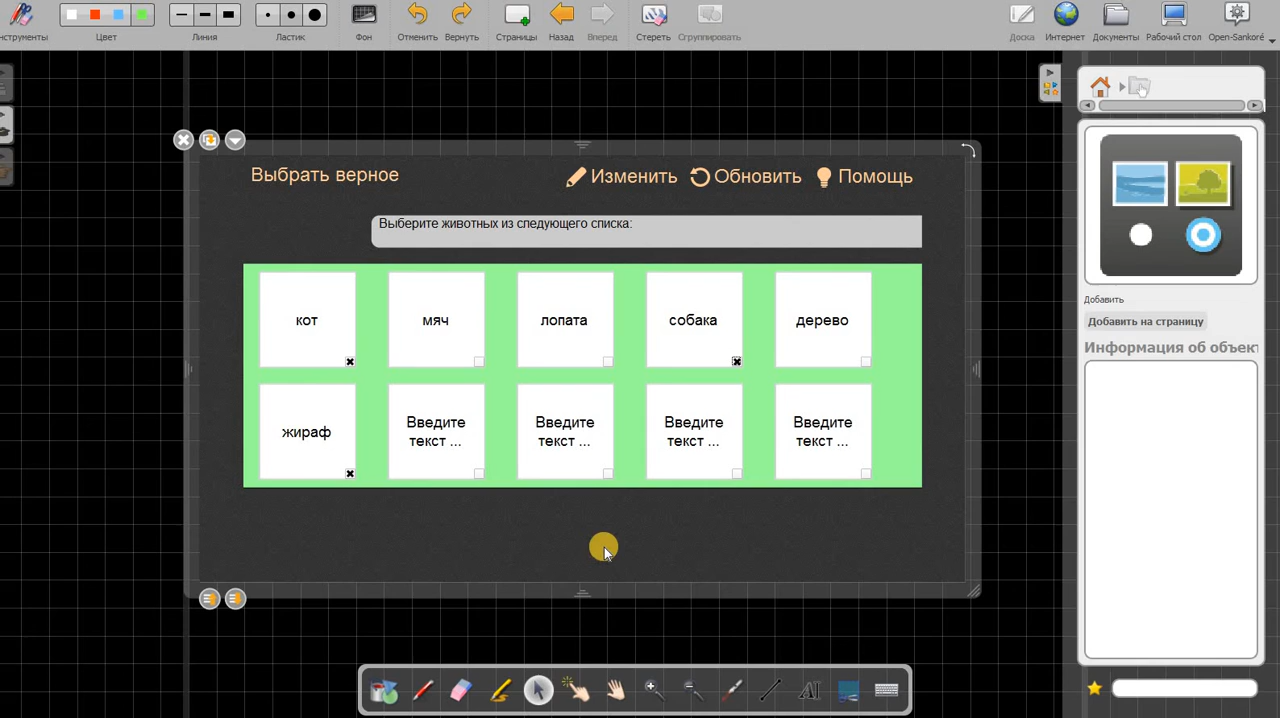 нструменты
Цвет
Линия
Ластик
Фон
Отменить
Вернуть
Страницы
Назад
Вперед
Стереть
Сгруппировать
Доска
Интернет
Документы
Рабочий стол
Open-Sankoré
Выбрать верное
Изменить
Обновить
Помощь
Выберите животных из следующего списка:
кот
мяч
лопата
собака
дерево
жираф
Введите
текст ...
Введите
текст ...
Введите
текст ...
Введите
текст ...
Добавить
Добавить на страницу
Информация об объект
AI